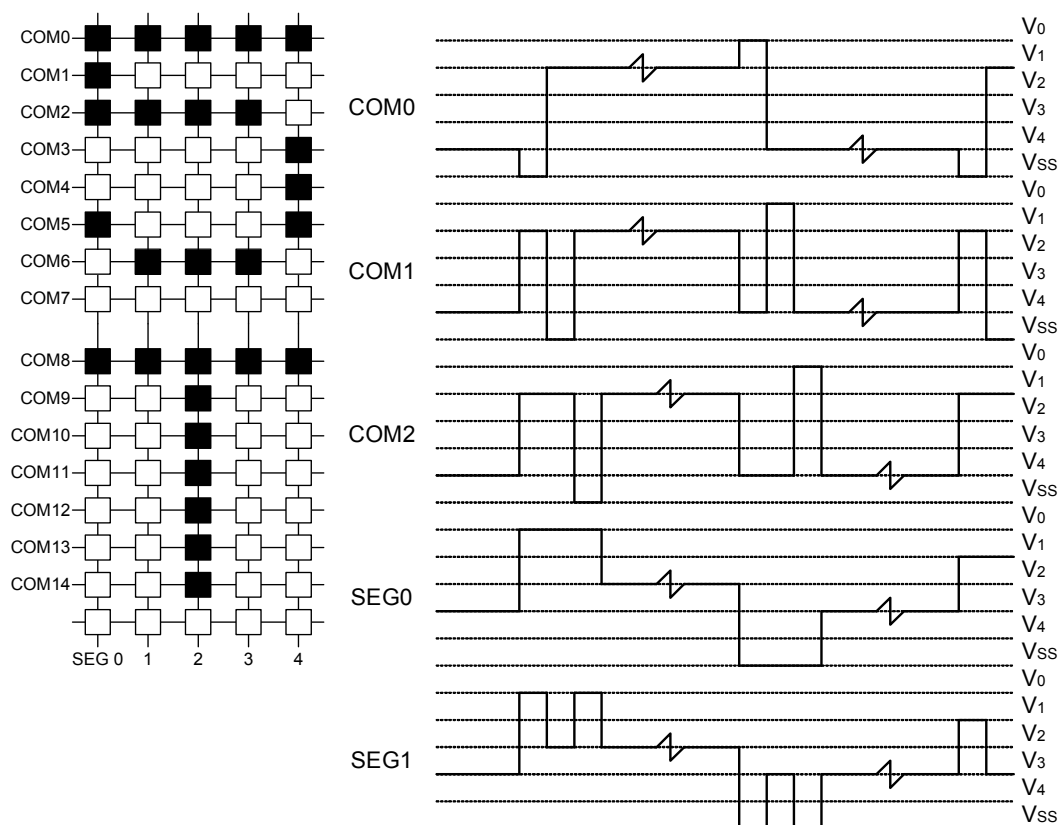 COM0
COM1
COM2
COM3
COM4
COM5
COM6
COM7
COM8
COM9
COM10
COM11
COM12
COM13
COM14
SEG 0 1 2 3 4
COM0
V0
V1
V2
V3
V4
VSS
COM1
V0
V1
V2
V3
V4
VSS
COM2
V0
V1
V2
V3
V4
VSS
SEG0
V0
V1
V2
V3
V4
VSS
SEG1
V0
V1
V2
V3
V4
VSS